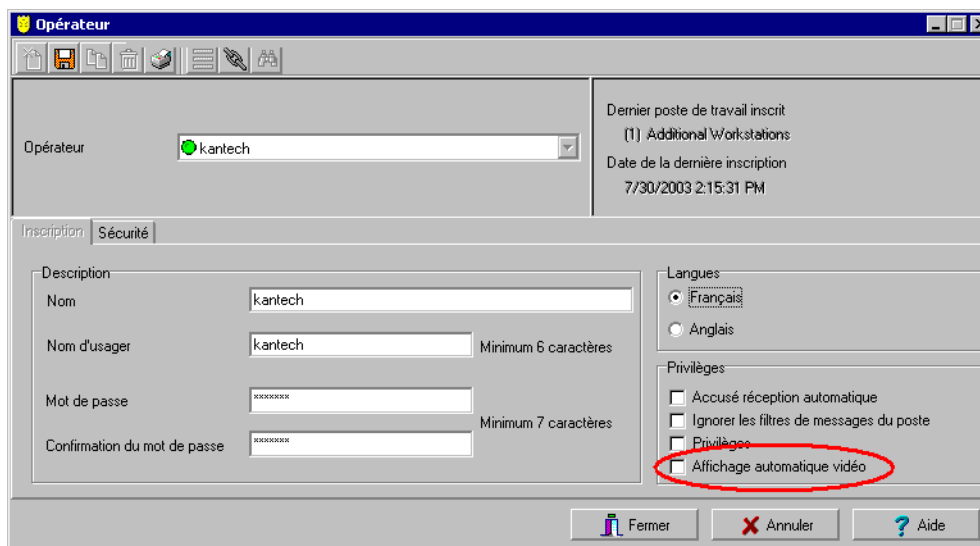 Opérateur
Opérateur
kantech
Dernier poste de travail inscrit
(1) Additional Workstations
Date de la dernière inscription
7/30/2003 2:15:31 PM
Inscription
Sécurité
Description
Nom
kantech
Nom d'usager
kantech
Minimum 6 caractères
Mot de passe
xxxxxxx
Minimum 7 caractères
Confirmation du mot de passe
xxxxxxx
Langues
Français
Anglais
Privilèges
Accusé réception automatique
Ignorer les filtres de messages du poste
Privilèges
Affichage automatique vidéo
Fermer
Annuler
Aide